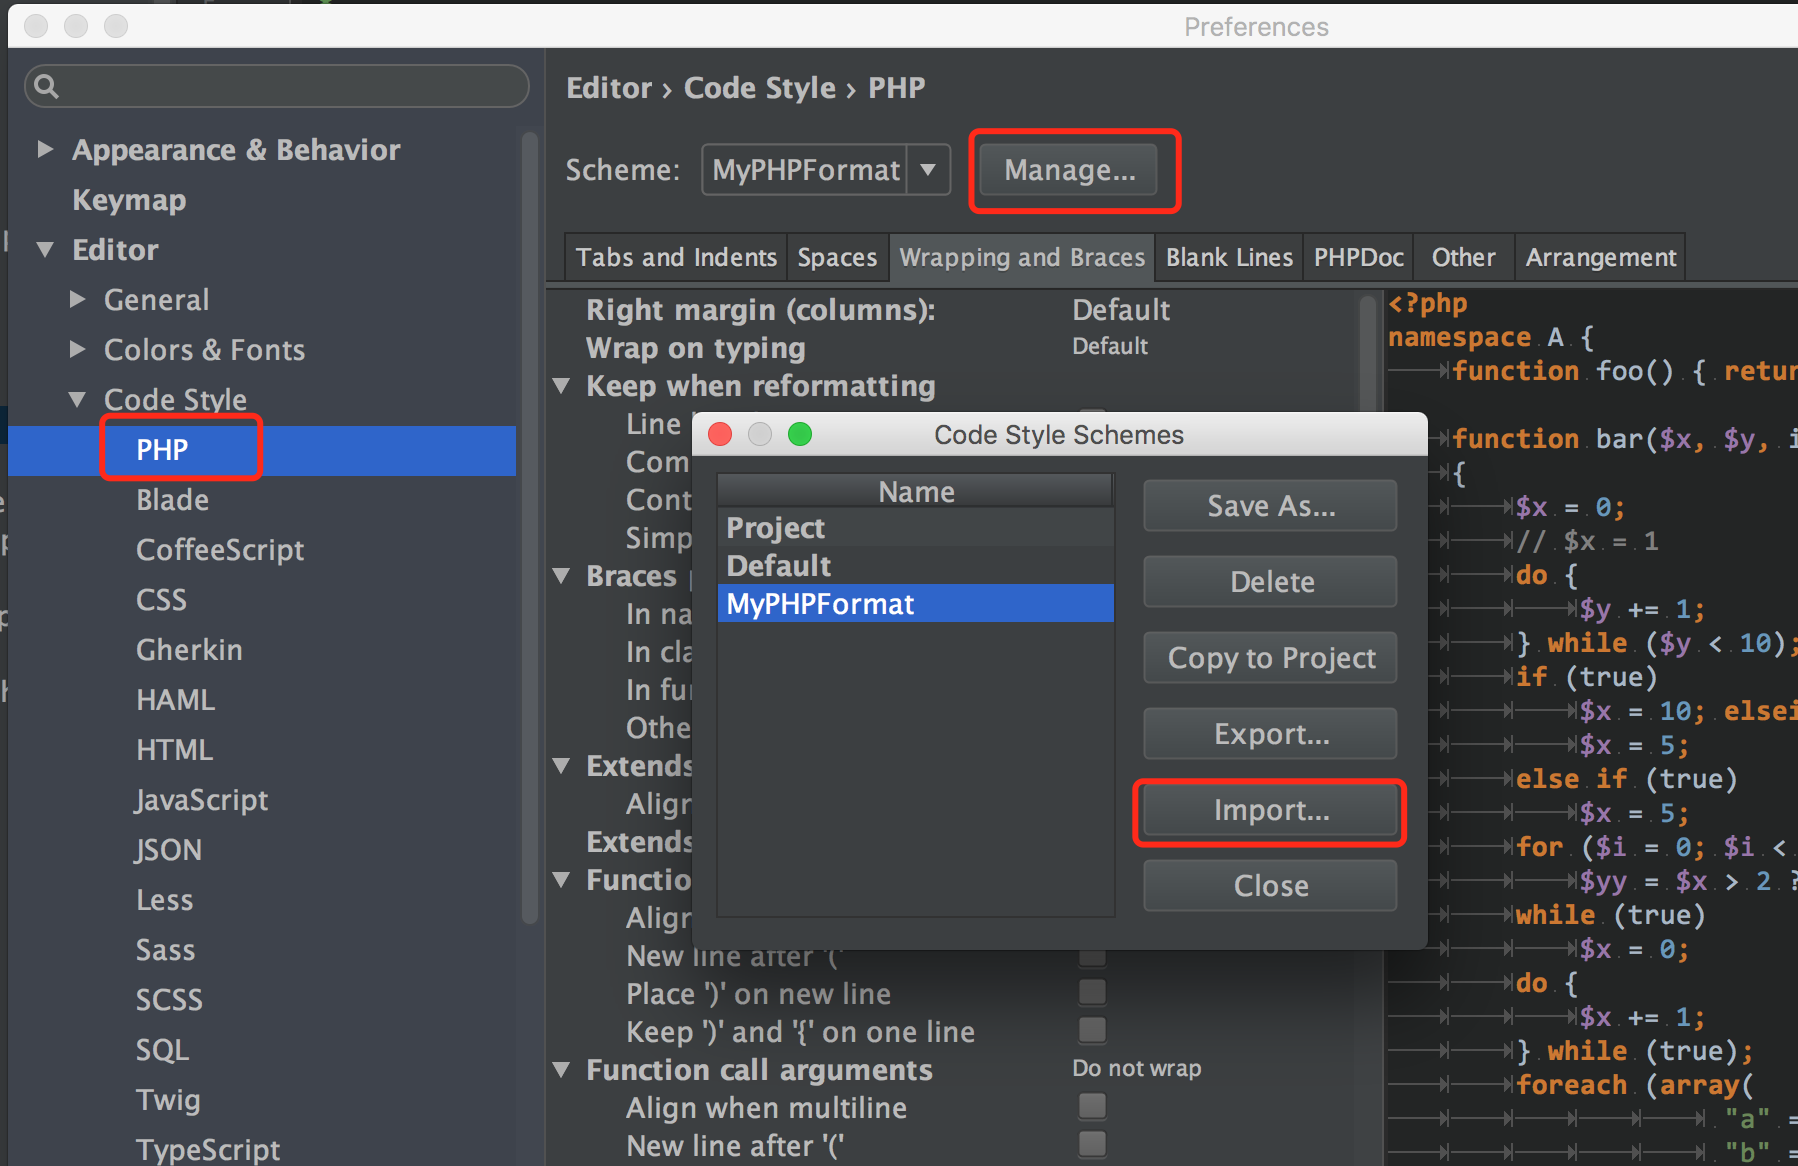 Preferences
Appearance & Behavior
Keymap
Editor
General
Colors & Fonts
Code Style
PHP
Blade
CoffeeScript
CSS
Gherkin
HAML
HTML
JavaScript
JSON
Less
Sass
SCSS
SQL
Twig
TypeScript
Editor › Code Style › PHP
Scheme: MyPHPFormat Manage...
Tabs and Indents Spaces Wrapping and Braces Blank Lines PHPDoc Other Arrangement
Right margin (columns): Default
Wrap on typing Default
Keep when reformatting
Line
Com
Cont
Simp
Braces
In na
In cla
In fu
Othe
Extends
Align
Extends
Functio
Align
New line after '('
Place ')' on new line
Keep ')' and '{' on one line
Function call arguments Do not wrap
Align when multiline
New line after '('
Code Style Schemes
Name
Project
Default
MyPHPFormat
Save As...
Delete
Copy to Project
Export...
Import...
Close
<?php
namespace A {
function foo() { retur
function bar($x, $y, i
{
$x = 0;
// $x = 1
do {
$y += 1;
} while ($y < 10);
if (true)
$x = 10; elsei
$x = 5;
else if (true)
$x = 5;
for ($i = 0; $i <
$yy = $x > 2 ?
while (true)
$x = 0;
do {
$x += 1;
} while (true);
foreach (array(
"a" =
"b" =